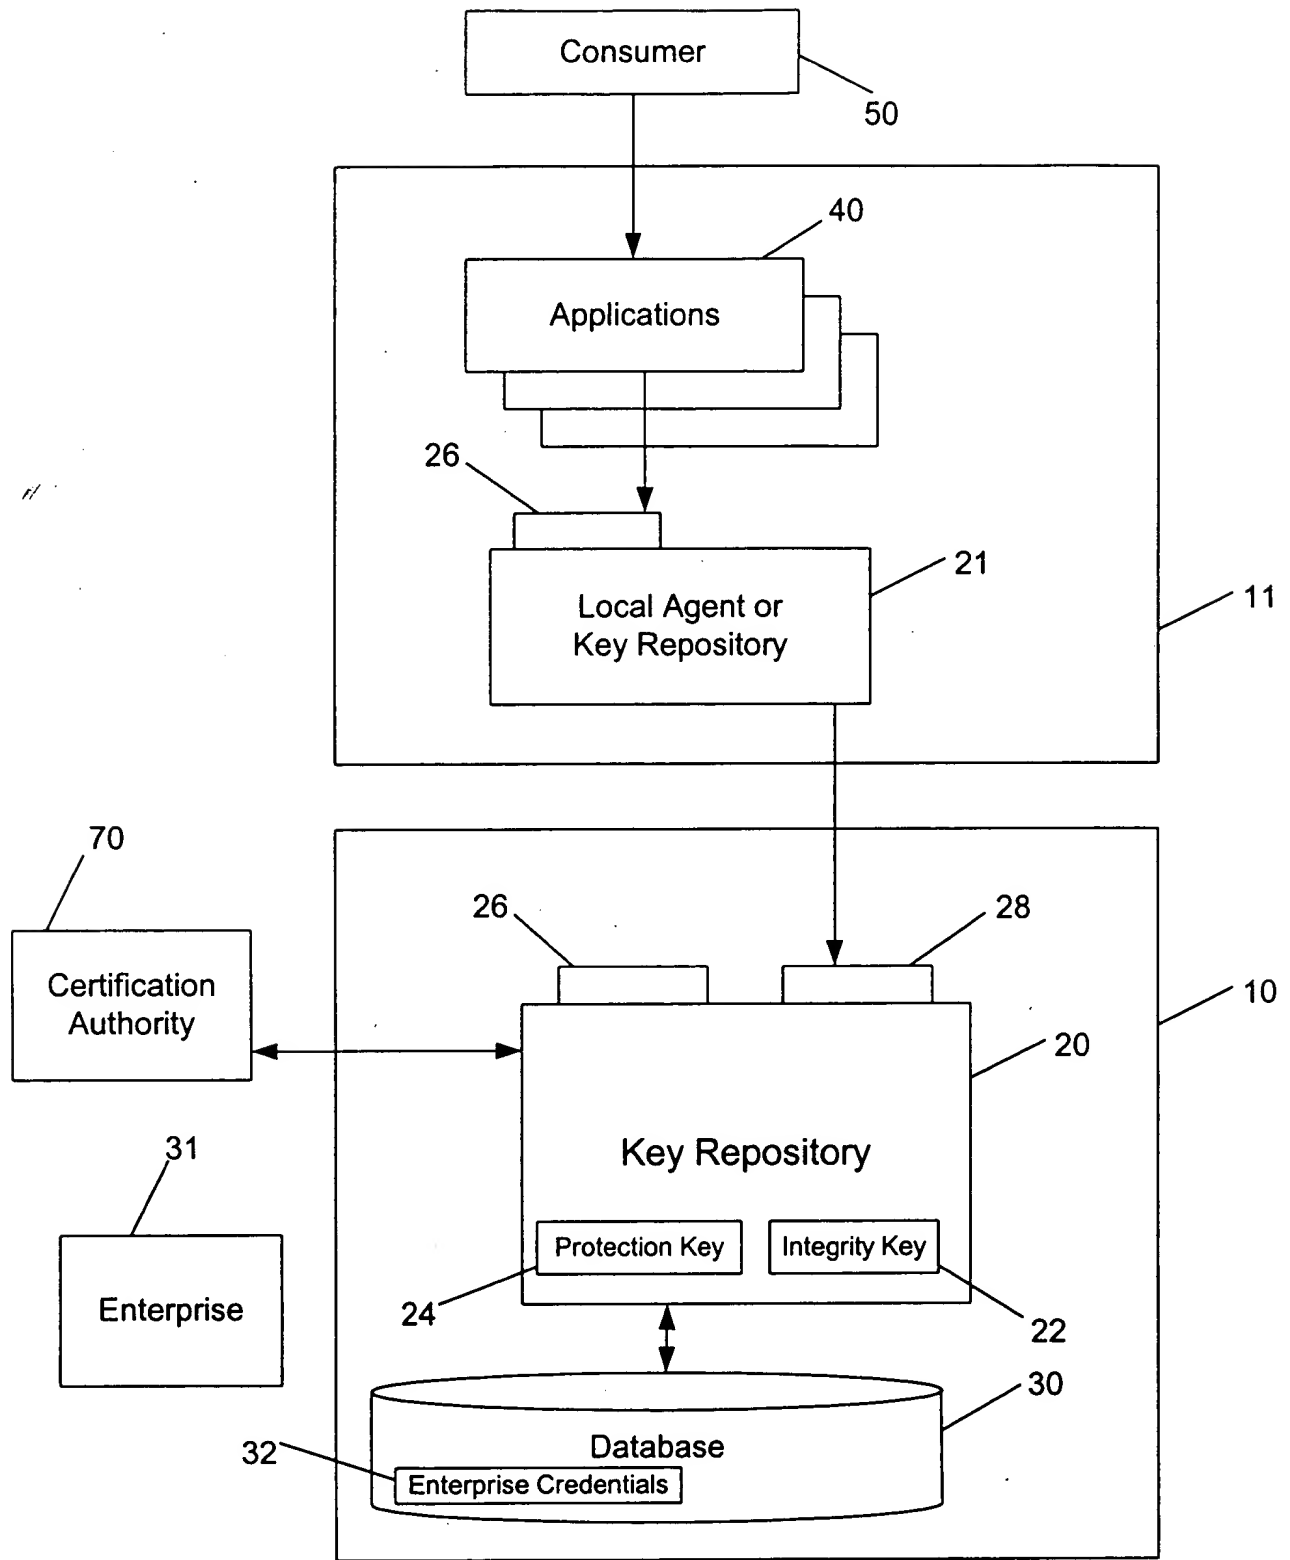 Consumer
50
40
Applications
26
21
Local Agent or
Key Repository
11
70
26
28
Certification
Authority
10
20
31
Key Repository
Protection Key
Integrity Key
Enterprise
24
22
30
32
Database
Enterprise Credentials